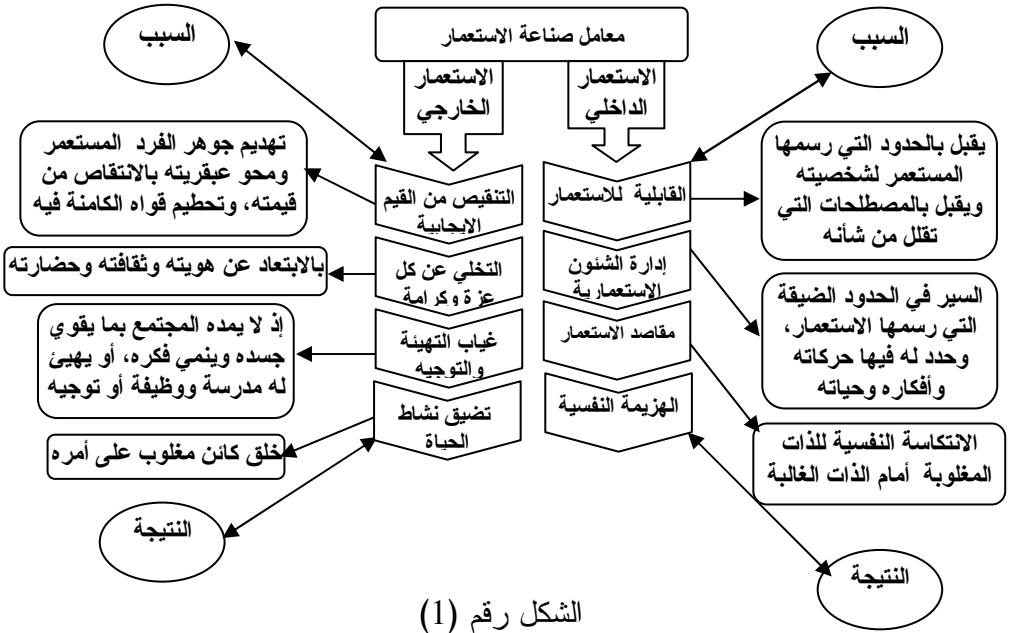 معامل صناعة الاستعمار
السبب
السبب
الاستعمار
الداخلي
الاستعمار
الخارجي
القابلية للاستعمار
إدارة الشئون
الاستعمارية
مقاصد الاستعمار
الهزيمة النفسية
يقبل بالحدود التي رسمها
المستعمر لشخصيته
ويقبل بالمصطلحات التي
تقلل من شأنه
السير في الحدود الضيقة
التي رسمها الاستعمار،
وحدد له فيها حركاته
وأفكاره وحياته
الانتكاسة النفسية للذات
المغلوبة أمام الذات الغالبة
النتيجة
التنقيص من القيم
الايجابية
التخلي عن كل
عزة وكرامة
غياب التهيئة
والتوجيه
تضيق نشاط
الحياة
تهديم جوهر الفرد المستعمر
ومحو عبقريته بالانتقاص من
قيمته، وتحطيم قواه الكامنة فيه
بالابتعاد عن هويته وثقافته وحضارته
إذ لا يمده المجتمع بما يقوي
جسده وينمي فكره، أو يهيئ
له مدرسة ووظيفة أو توجيه
خلق كائن مغلوب على أمره
النتيجة
الشكل رقم (1)